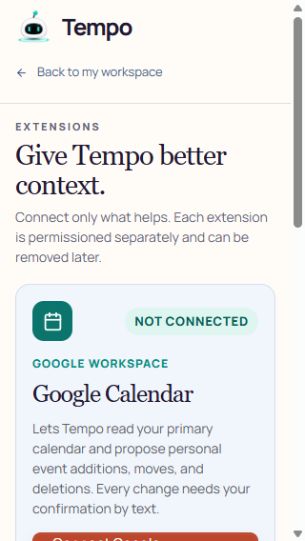 Tempo
← Back to my workspace
EXTENSIONS
Give Tempo better
context.
Connect only what helps. Each extension
is permissioned separately and can be
removed later.
NOT CONNECTED
GOOGLE WORKSPACE
Google Calendar
Lets Tempo read your primary
calendar and propose personal
event additions, moves, and
deletions. Every change needs your
confirmation by text.